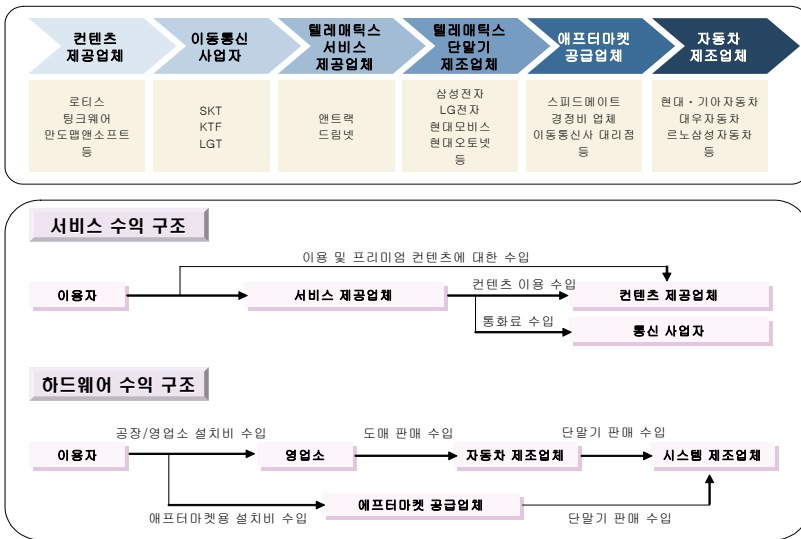 컨텐츠
제공업체
이동통신
사업자
텔레매틱스
서비스
제공업체
텔레매틱스
단말기
제조업체
애프터마켓
공급업체
자동차
제조업체
로티스
팅크웨어
만도맵앤소프트
등
SKT
KTF
LGT
앤트랙
드림넷
삼성전자
LG전자
현대모비스
현대오토넷
등
스피드메이트
경정비 업체
이동통신사 대리점
등
현대·기아자동차
대우자동차
르노삼성자동차
등
서비스 수익 구조
이용 및 프리미엄 컨텐츠에 대한 수입
이용자
서비스 제공업체
컨텐츠 이용 수입
컨텐츠 제공업체
통화료 수입
통신 사업자
하드웨어 수익 구조
공장/영업소 설치비 수입
도매 판매 수입
단말기 판매 수입
이용자
영업소
자동차 제조업체
시스템 제조업체
애프터마켓용 설치비 수입
애프터마켓 공급업체
단말기 판매 수입